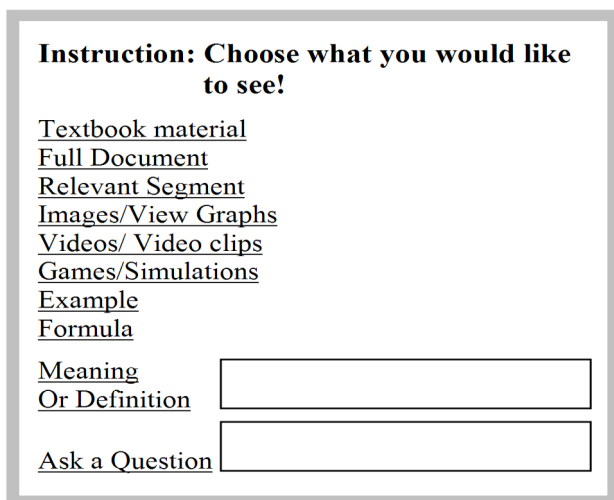 Instruction: Choose what you would like
to see!
Textbook material
Full Document
Relevant Segment
Images/View Graphs
Videos/ Video clips
Games/Simulations
Example
Formula
Meaning
Or Definition
Ask a Question